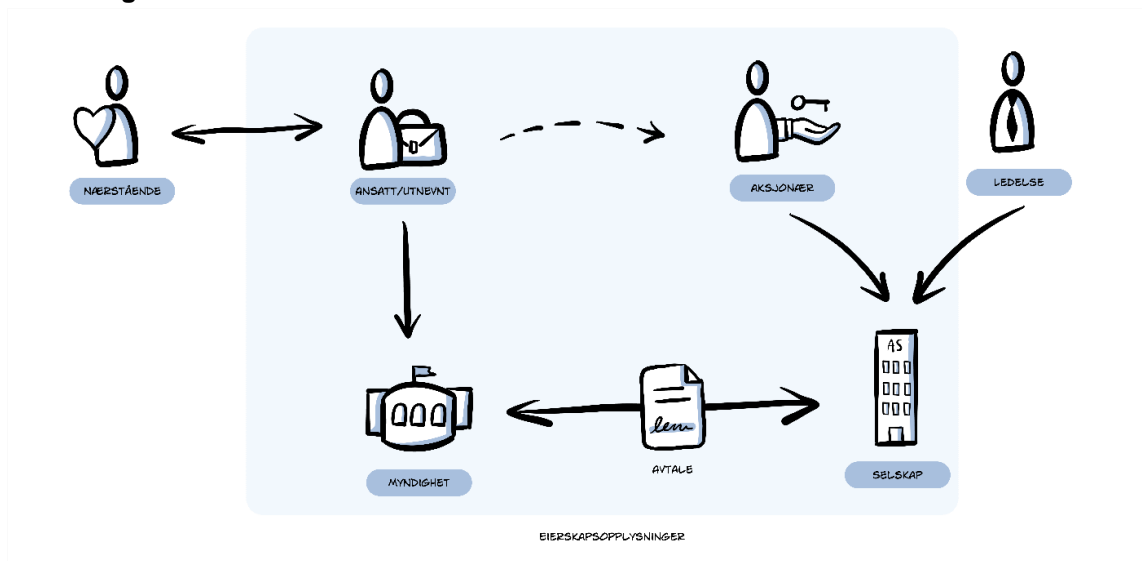 NÆRSTÅENDE
ANSATT/UTNEVNT
AKSJONÆR
LEDELSE
AS
MYNDIGHET
AVTALE
SELSKAP
EIERSKAPSOPPLYSNINGER